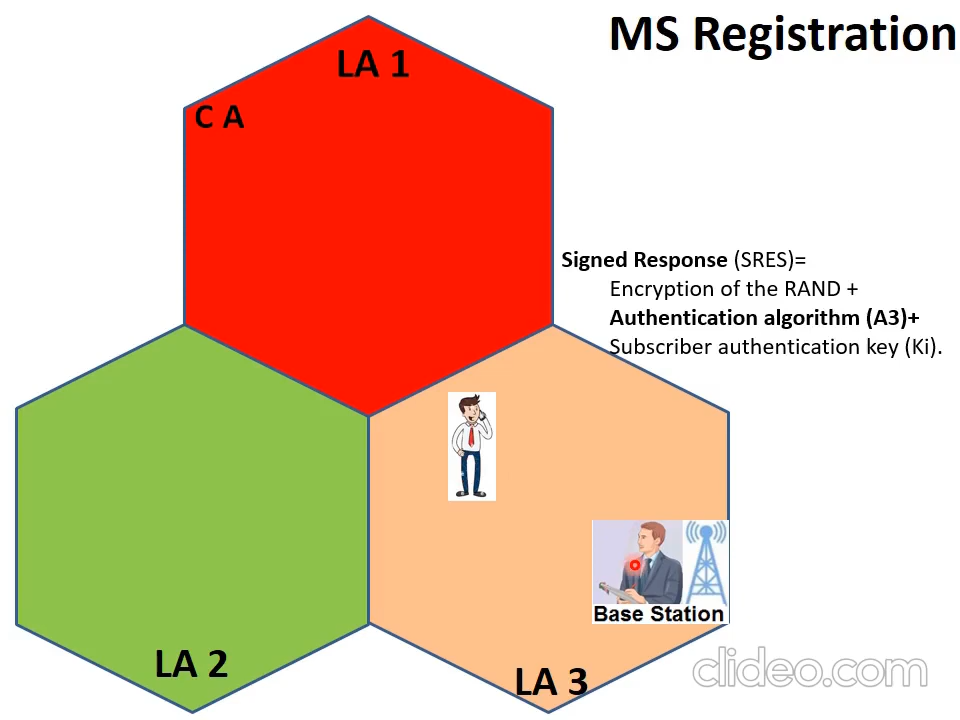 MS Registration
LA 1
C A
Signed Response (SRES)=
Encryption of the RAND +
Authentication algorithm (A3)+
Subscriber authentication key (Ki).
Base Station
LA 2
LA 3
clideo.com